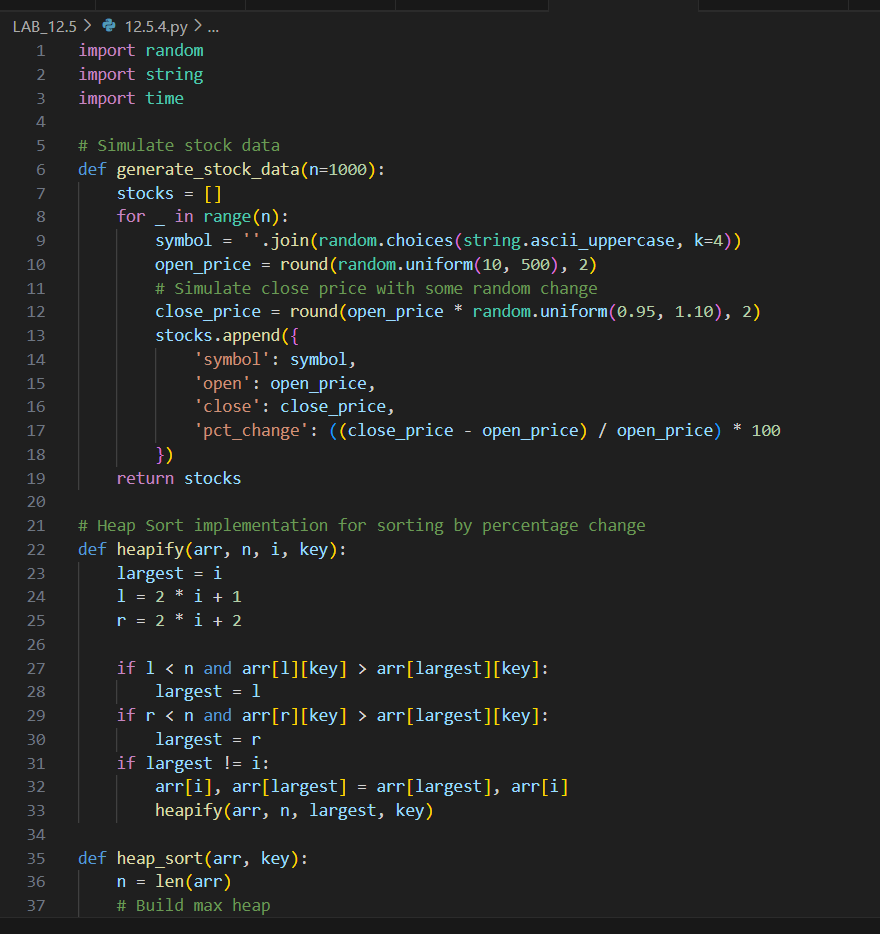 LAB_12.5 > 12.5.4.py > ...
1 import random
2 import string
3 import time
4
5 # Simulate stock data
6 def generate_stock_data(n=1000):
7     stocks = []
8     for _ in range(n):
9         symbol = ''.join(random.choices(string.ascii_uppercase, k=4))
10         open_price = round(random.uniform(10, 500), 2)
11         # Simulate close price with some random change
12         close_price = round(open_price * random.uniform(0.95, 1.10), 2)
13         stocks.append({
14             'symbol': symbol,
15             'open': open_price,
16             'close': close_price,
17             'pct_change': ((close_price - open_price) / open_price) * 100
18         })
19     return stocks
20
21 # Heap Sort implementation for sorting by percentage change
22 def heapify(arr, n, i, key):
23     largest = i
24     l = 2 * i + 1
25     r = 2 * i + 2
26
27     if l < n and arr[l][key] > arr[largest][key]:
28         largest = l
29     if r < n and arr[r][key] > arr[largest][key]:
30         largest = r
31     if largest != i:
32         arr[i], arr[largest] = arr[largest], arr[i]
33         heapify(arr, n, largest, key)
34
35 def heap_sort(arr, key):
36     n = len(arr)
37     # Build max heap